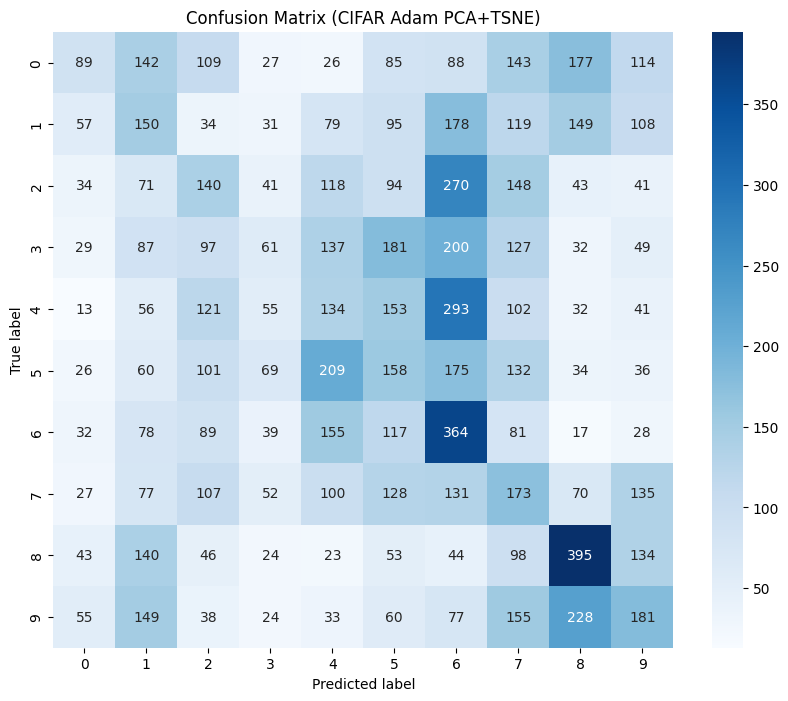 Confusion Matrix (CIFAR Adam PCA+TSNE)
0 89 142 109 27 26 85 88 143 177 114
1 57 150 34 31 79 95 178 119 149 108
2 34 71 140 41 118 94 270 148 43 41
3 29 87 97 61 137 181 200 127 32 49
4 13 56 121 55 134 153 293 102 32 41
5 26 60 101 69 209 158 175 132 34 36
6 32 78 89 39 155 117 364 81 17 28
7 27 77 107 52 100 128 131 173 70 135
8 43 140 46 24 23 53 44 98 395 134
9 55 149 38 24 33 60 77 155 228 181
0 1 2 3 4 5 6 7 8 9
Predicted label
True label
350
300
250
200
150
100
50